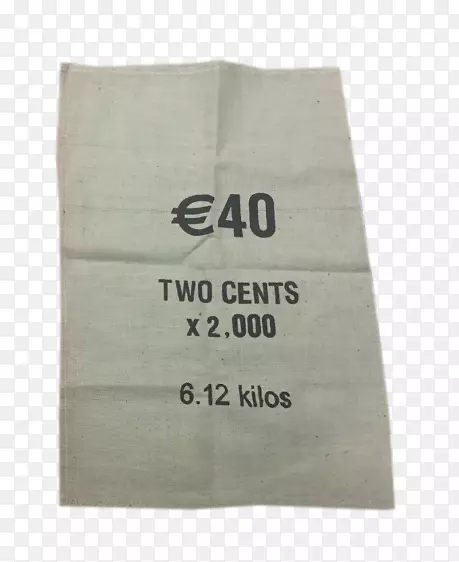 €40
TWO CENTS
x 2,000
6.12 kilos